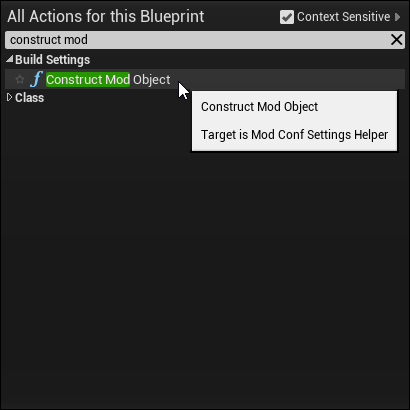 All Actions for this Blueprint
Context Sensitive
construct mod
Build Settings
Construct Mod Object
Construct Mod Object
Target is Mod Conf Settings Helper
Class